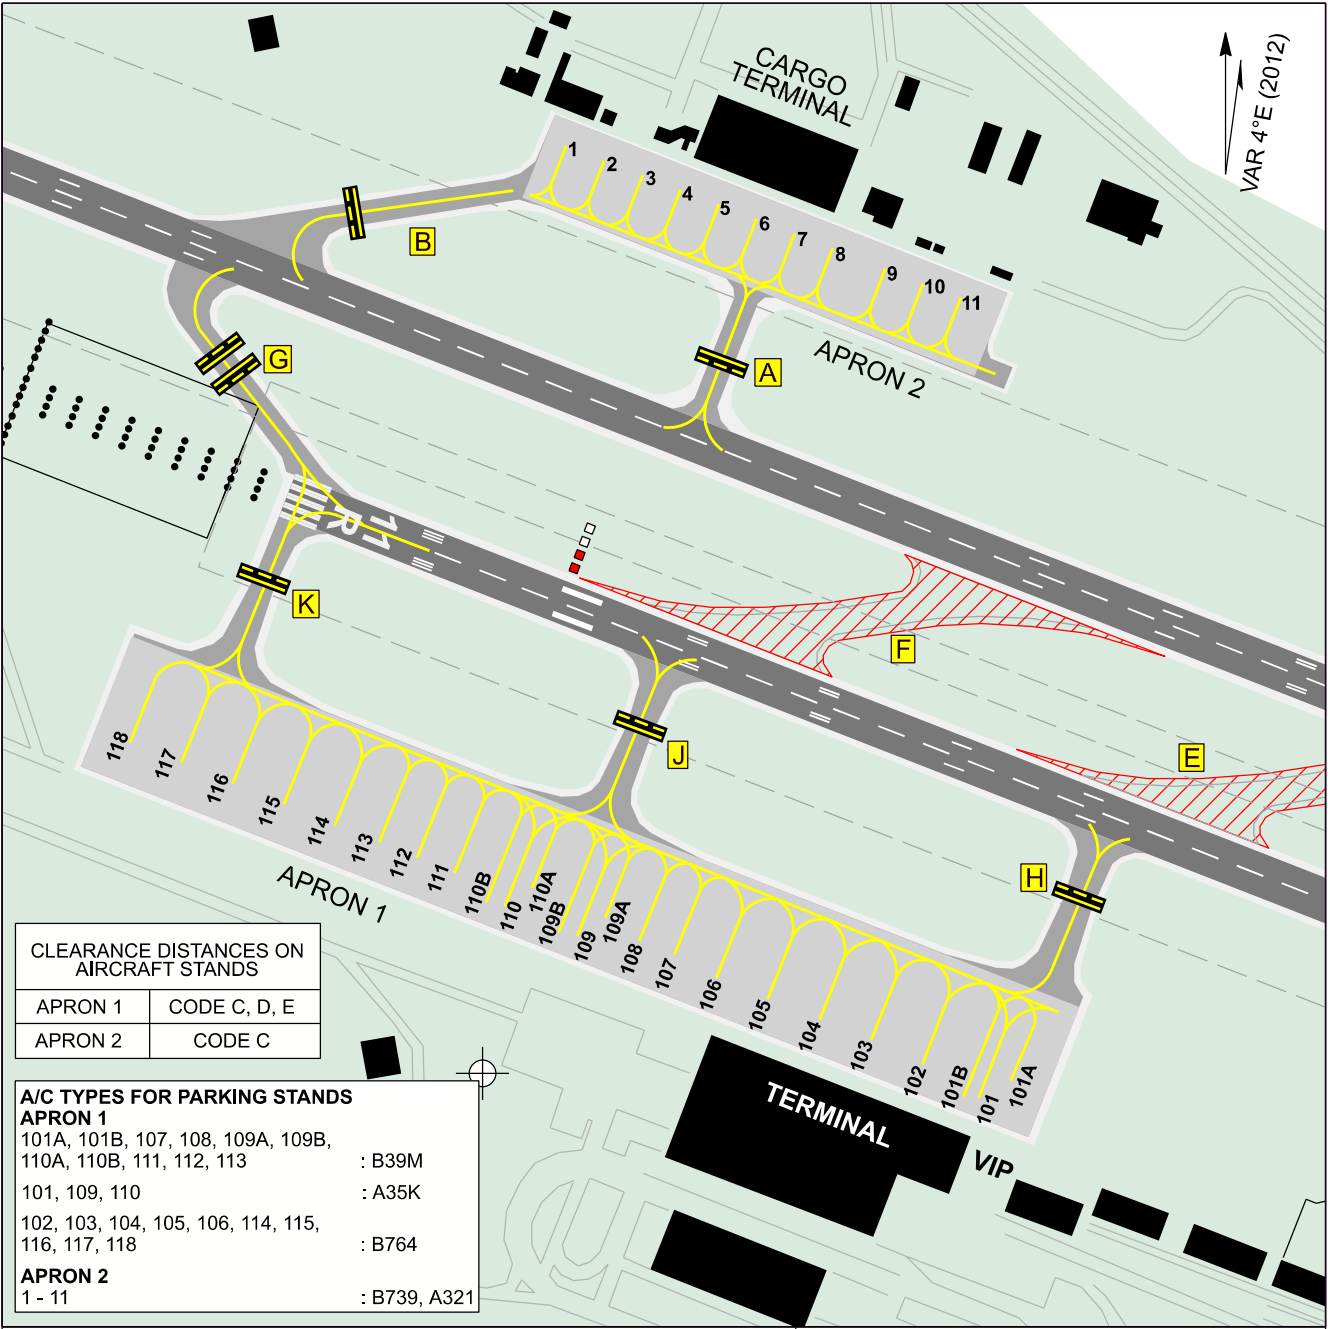 CARGO
TERMINAL
VAR 4°E (2012)
1
2
3
4
5
6
7
8
9
10
11
B
G
A
APRON 2
11
R
K
F
E
J
H
118
117
116
115
114
113
112
111
110B
110
110A
109B
109
109A
108
107
106
105
104
103
102
101B
101
101A
APRON 1
TERMINAL
VIP
CLEARANCE DISTANCES ON
AIRCRAFT STANDS
APRON 1 CODE C, D, E
APRON 2 CODE C
A/C TYPES FOR PARKING STANDS
APRON 1
101A, 101B, 107, 108, 109A, 109B,
110A, 110B, 111, 112, 113 : B39M
101, 109, 110 : A35K
102, 103, 104, 105, 106, 114, 115,
116, 117, 118 : B764
APRON 2
1 - 11 : B739, A321